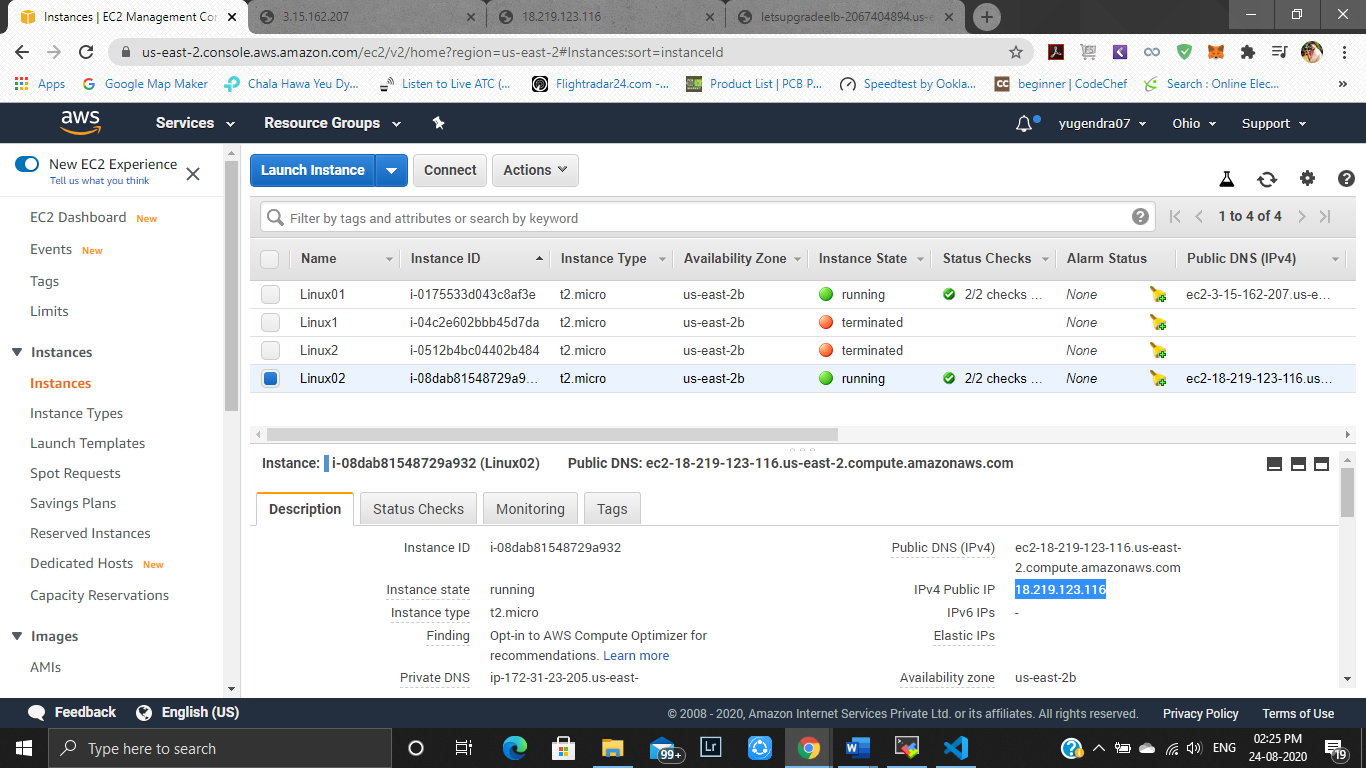 Instances | EC2 Management Con
3.15.162.207
18.219.123.116
letsupgradeelb-2067404894.us-e
us-east-2.console.aws.amazon.com/ec2/v2/home?region=us-east-2#Instances:sort=instanceId
Apps
Google Map Maker
Chala Hawa Yeu Dy...
Listen to Live ATC (...
Flightradar24.com -...
Product List | PCB P...
Speedtest by Ookla...
beginner | CodeChef
Search : Online Elec...
aws
Services
Resource Groups
yugendra07
Ohio
Support
New EC2 Experience
Tell us what you think
EC2 Dashboard New
Events New
Tags
Limits
Instances
Instances
Instance Types
Launch Templates
Spot Requests
Savings Plans
Reserved Instances
Dedicated Hosts New
Capacity Reservations
Images
AMIs
Launch Instance
Connect
Actions
Filter by tags and attributes or search by keyword
1 to 4 of 4
Name Instance ID Instance Type Availability Zone Instance State Status Checks Alarm Status Public DNS (IPv4)
Linux01 i-0175533d043c8af3e t2.micro us-east-2b running 2/2 checks ... None ec2-3-15-162-207.us-e...
Linux1 i-04c2e602bbb45d7da t2.micro us-east-2b terminated None
Linux2 i-0512b4bc04402b484 t2.micro us-east-2b terminated None
Linux02 i-08dab81548729a9... t2.micro us-east-2b running 2/2 checks ... None ec2-18-219-123-116.us...
Instance: i-08dab81548729a932 (Linux02) Public DNS: ec2-18-219-123-116.us-east-2.compute.amazonaws.com
Description
Status Checks
Monitoring
Tags
Instance ID i-08dab81548729a932
Instance state running
Instance type t2.micro
Finding Opt-in to AWS Compute Optimizer for
recommendations. Learn more
Private DNS ip-172-31-23-205.us-east-
Public DNS (IPv4) ec2-18-219-123-116.us-east-
2.compute.amazonaws.com
IPv4 Public IP 18.219.123.116
IPv6 IPs -
Elastic IPs
Availability zone us-east-2b
Feedback
English (US)
© 2008 - 2020, Amazon Internet Services Private Ltd. or its affiliates. All rights reserved.
Privacy Policy
Terms of Use
Type here to search
99+
Lr
ENG
02:25 PM
24-08-2020
19